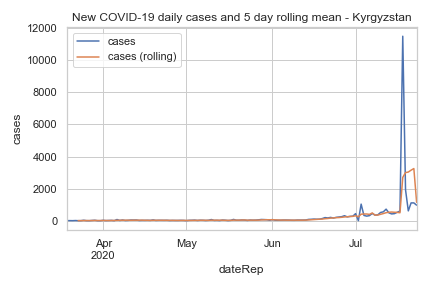 New COVID-19 daily cases and 5 day rolling mean - Kyrgyzstan
cases
cases (rolling)
12000
10000
8000
6000
4000
2000
0
cases
Apr
2020
May
Jun
Jul
dateRep